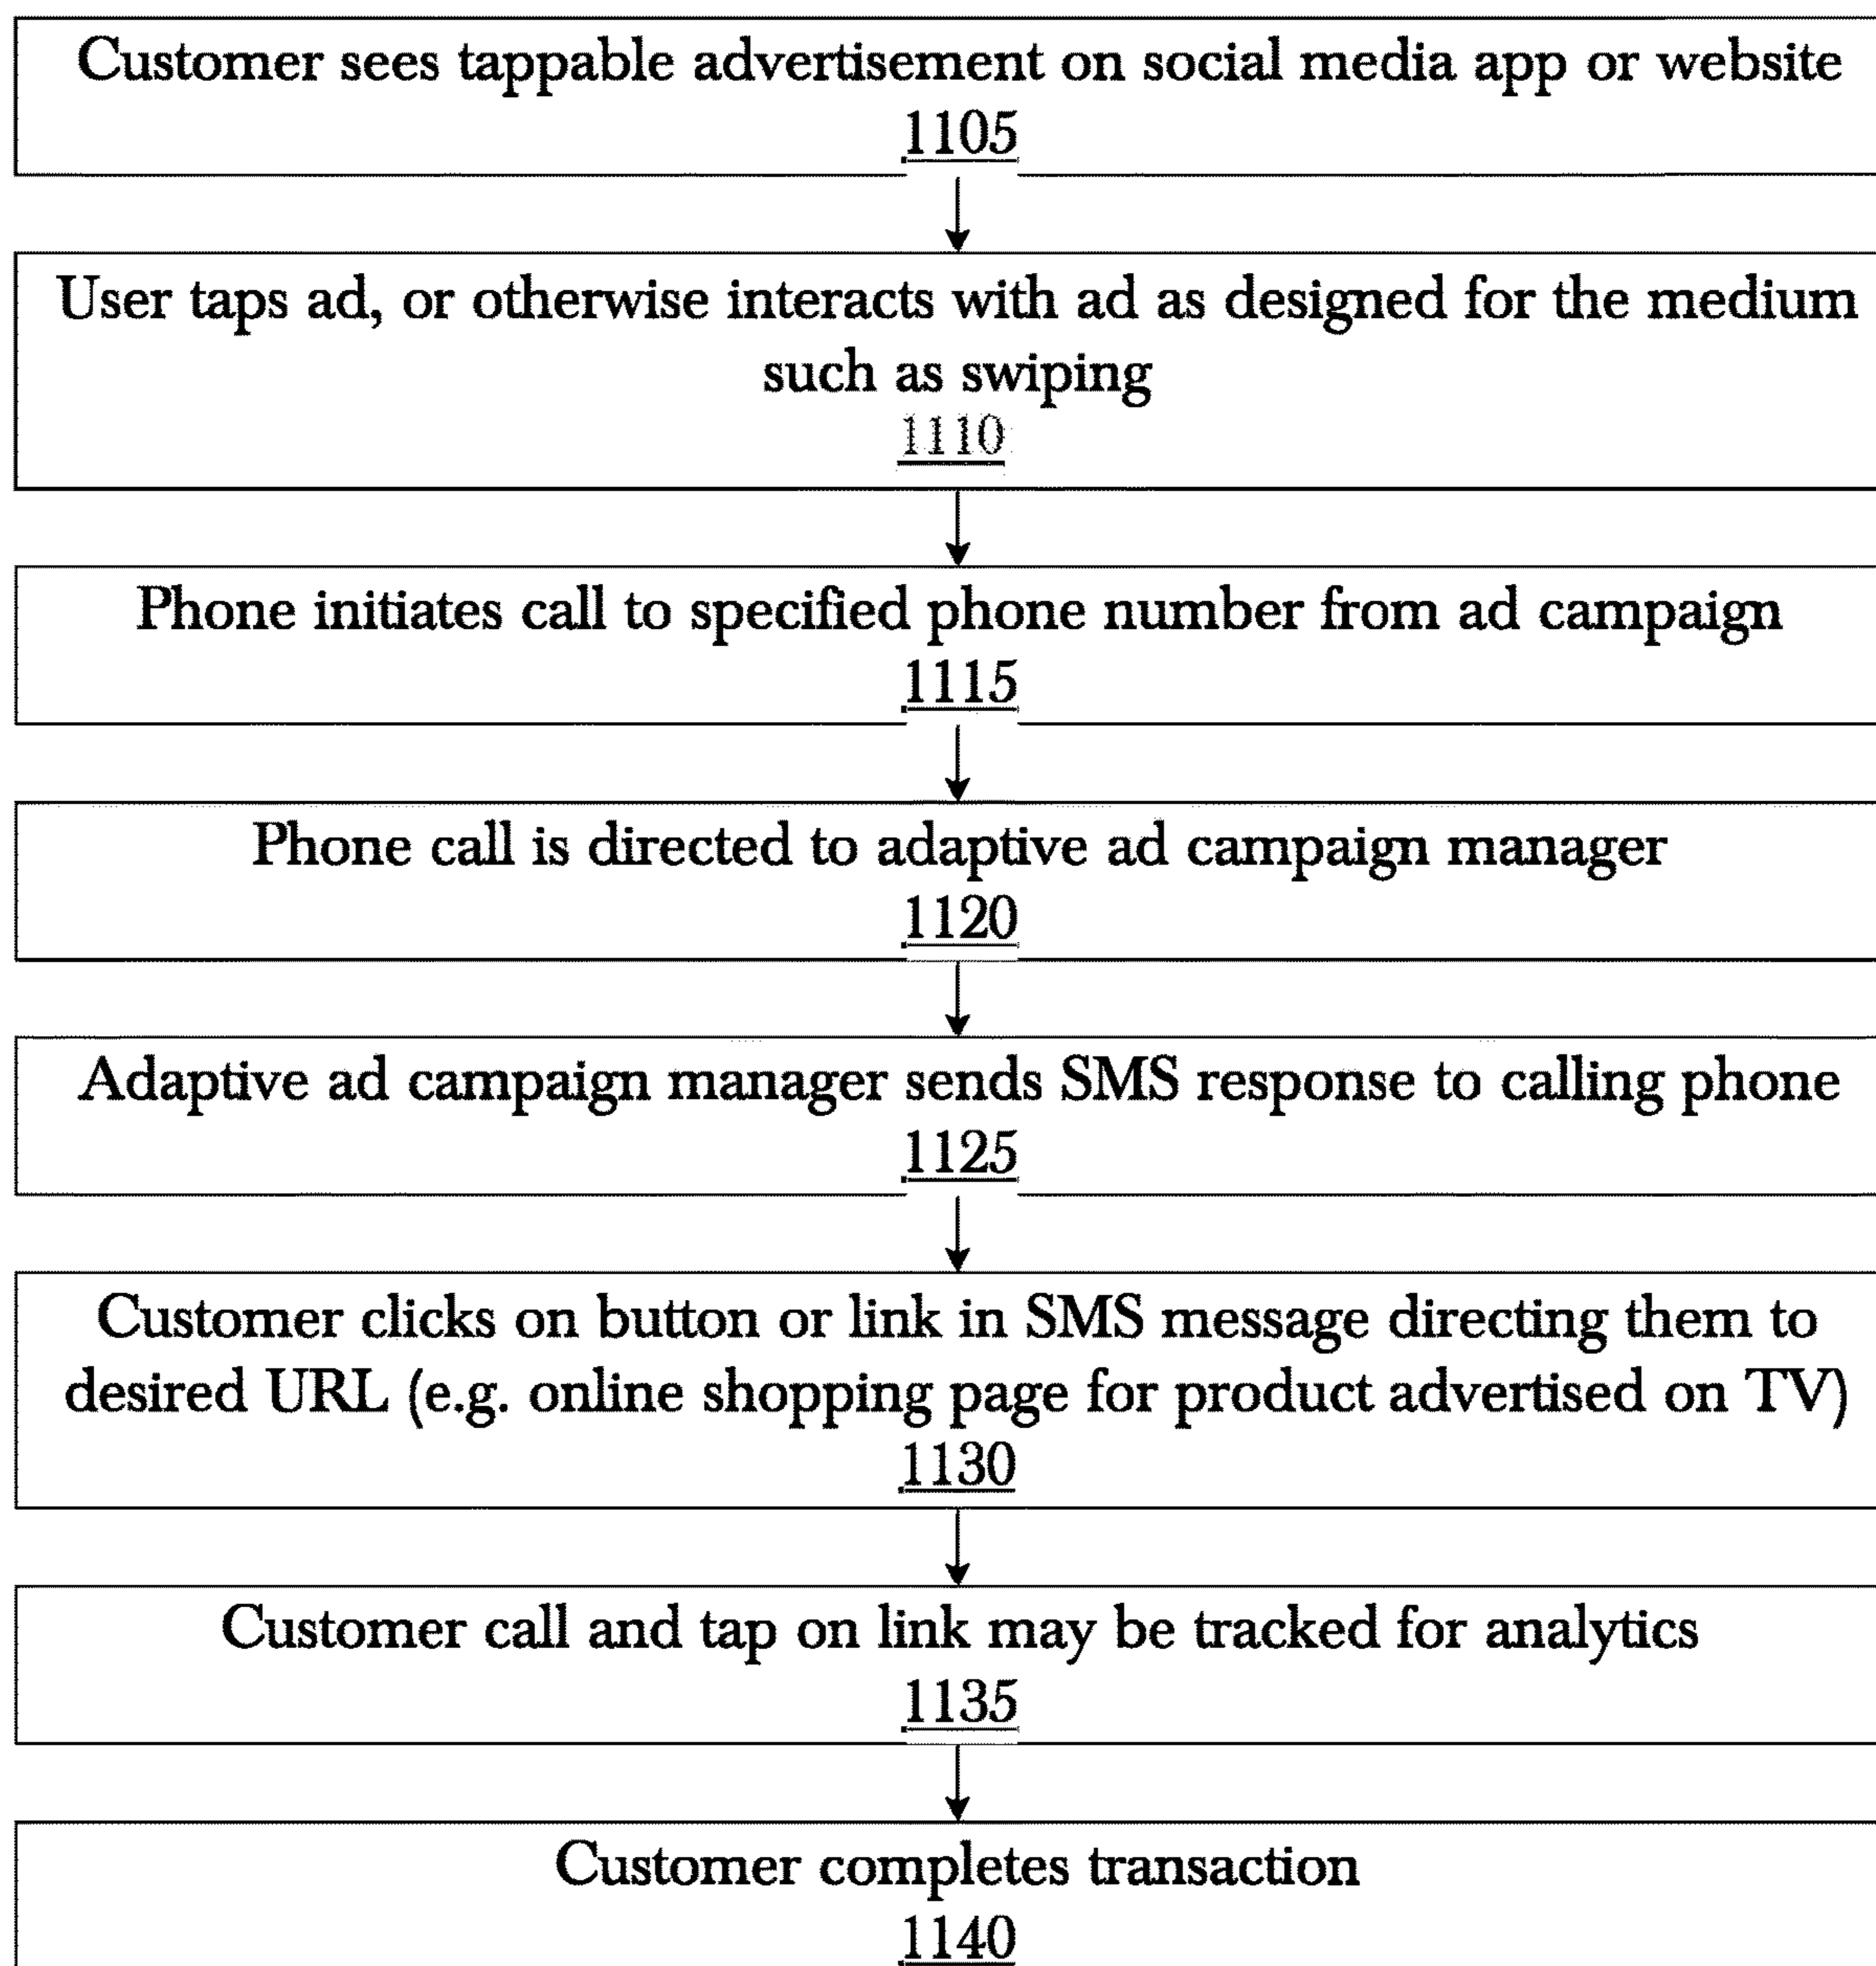 Customer sees tappable advertisement on social media app or website
1105
User taps ad, or otherwise interacts with ad as designed for the medium
such as swiping
1110
Phone initiates call to specified phone number from ad campaign
1115
Phone call is directed to adaptive ad campaign manager
1120
Adaptive ad campaign manager sends SMS response to calling phone
1125
Customer clicks on button or link in SMS message directing them to
desired URL (e.g. online shopping page for product advertised on TV)
1130
Customer call and tap on link may be tracked for analytics
1135
Customer completes transaction
1140